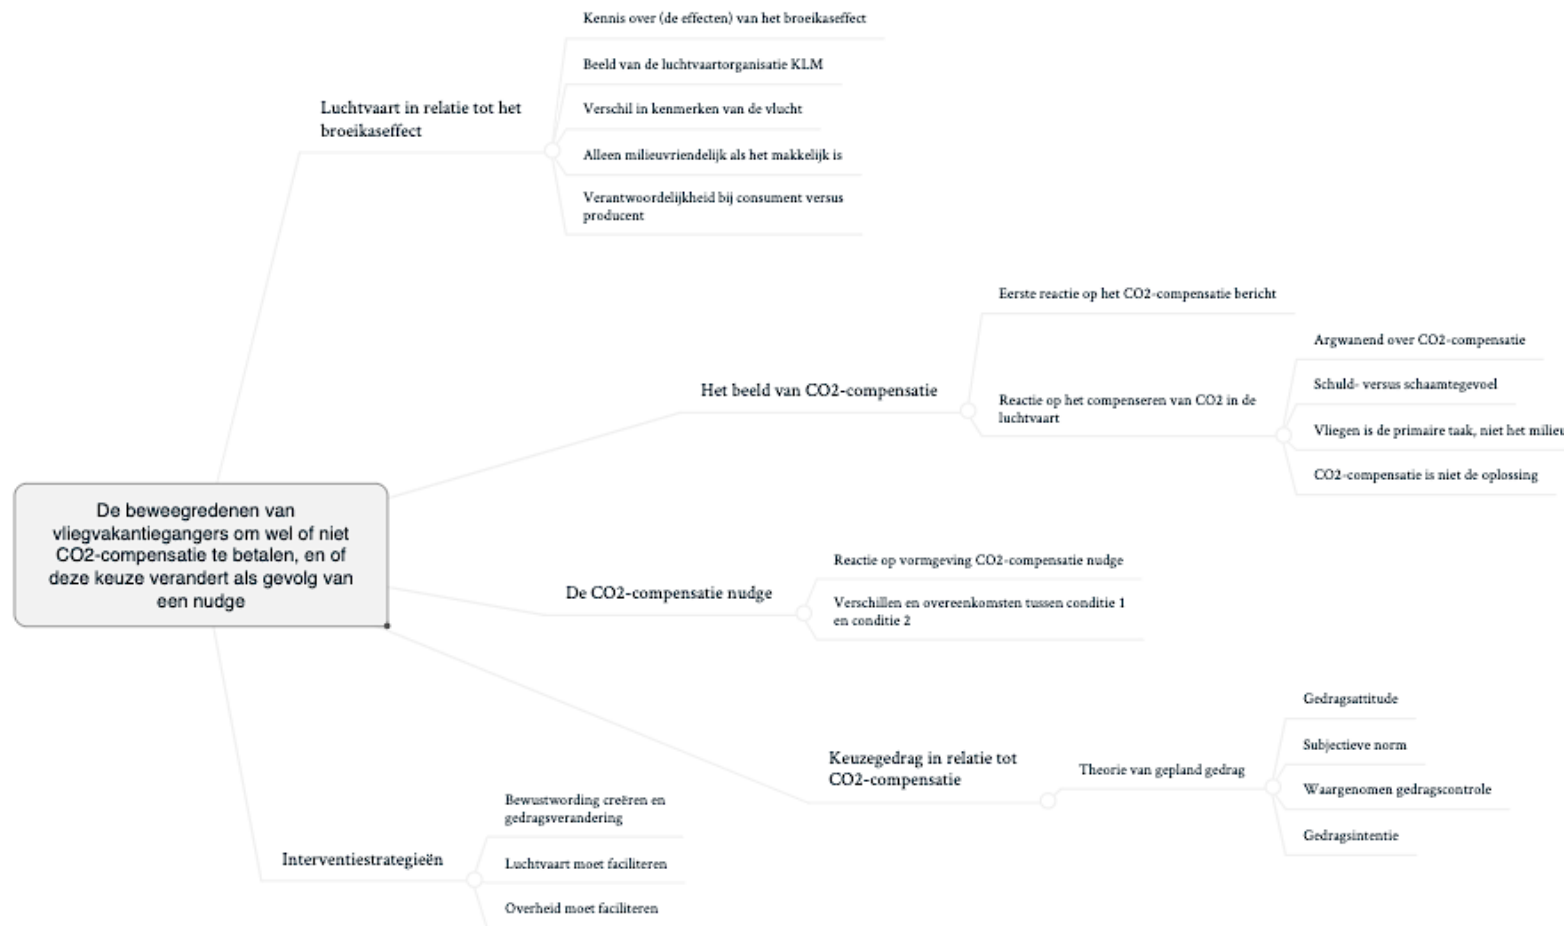 Kennis over (de effecten) van het broeikaseffect
Beeld van de luchtvaartorganisatie KLM
Luchtvaart in relatie tot het
broeikaseffect
Verschil in kenmerken van de vlucht
Alleen milieuvriendelijk als het makkelijk is
Verantwoordelijkheid bij consument versus
producent
Het beeld van CO2-compensatie
Eerste reactie op het CO2-compensatie bericht
Reactie op het compenseren van CO2 in de
luchtvaart
Argwanend over CO2-compensatie
Schuld- versus schaamtegevoel
Vliegen is de primaire taak, niet het milieu
CO2-compensatie is niet de oplossing
De beweegredenen van
vliegvakantiegangers om wel of niet
CO2-compensatie te betalen, en of
deze keuze verandert als gevolg van
een nudge
De CO2-compensatie nudge
Reactie op vormgeving CO2-compensatie nudge
Verschillen en overeenkomsten tussen conditie 1
en conditie 2
Keuzegedrag in relatie tot
CO2-compensatie
Theorie van gepland gedrag
Gedragsattitude
Subjectieve norm
Waargenomen gedragscontrole
Gedragsintentie
Interventiestrategieën
Bewustwording creëren en
gedragsverandering
Luchtvaart moet faciliteren
Overheid moet faciliteren